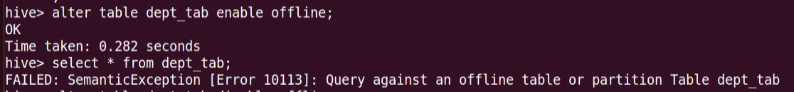 hive> alter table dept_tab enable offline;
OK
Time taken: 0.282 seconds
hive> select * from dept_tab;
FAILED: SemanticException [Error 10113]: Query against an offline table or partition Table dept_tab